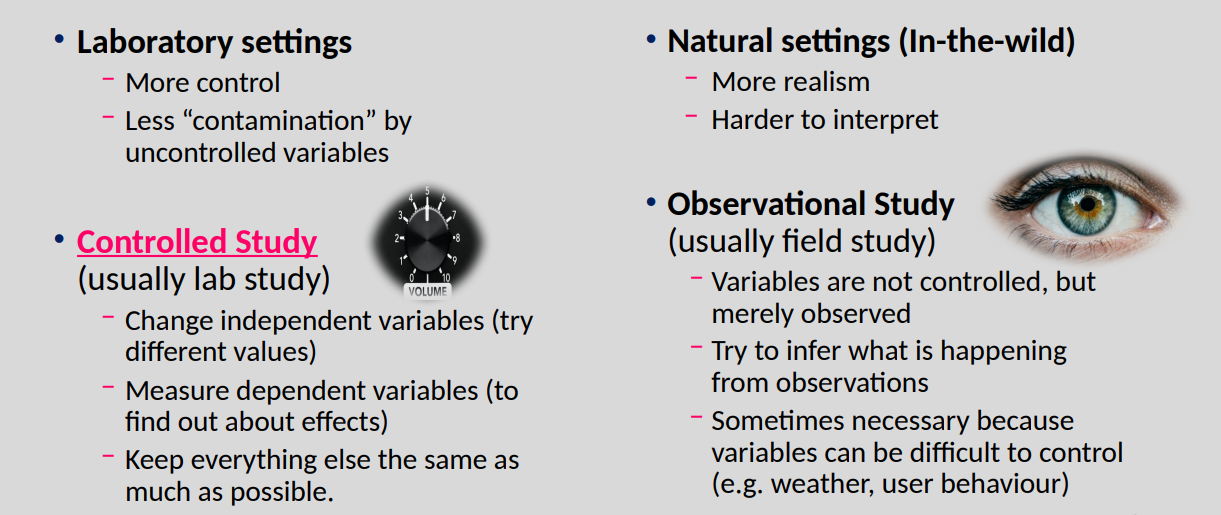 • Laboratory settings
– More control
– Less “contamination” by
uncontrolled variables
• Controlled Study
(usually lab study)
– Change independent variables (try
different values)
– Measure dependent variables (to
find out about effects)
– Keep everything else the same as
much as possible.
0 1 2 3 4 5 6 7 8 9 10
VOLUME
• Natural settings (In-the-wild)
– More realism
– Harder to interpret
• Observational Study
(usually field study)
– Variables are not controlled, but
merely observed
– Try to infer what is happening
from observations
– Sometimes necessary because
variables can be difficult to control
(e.g. weather, user behaviour)